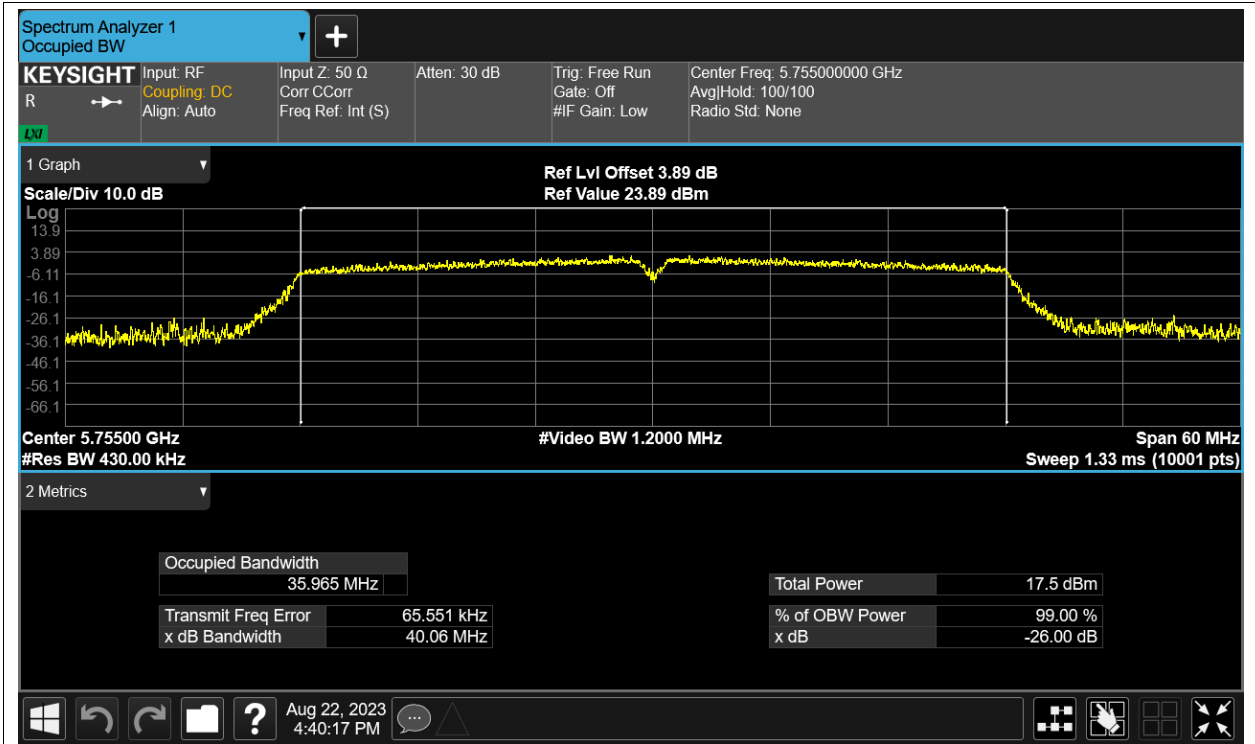 Spectrum Analyzer 1
Occupied BW
KEYSIGHT
R
LXI
Input: RF
Coupling: DC
Align: Auto
Input Z: 50 Ω
Corr CCorr
Freq Ref: Int (S)
Atten: 30 dB
Trig: Free Run
Gate: Off
#IF Gain: Low
Center Freq: 5.755000000 GHz
Avg|Hold: 100/100
Radio Std: None
1 Graph
Scale/Div 10.0 dB
Ref Lvl Offset 3.89 dB
Ref Value 23.89 dBm
Log
13.9
3.89
-6.11
-16.1
-26.1
-36.1
-46.1
-56.1
-66.1
Center 5.75500 GHz
#Video BW 1.2000 MHz
Span 60 MHz
#Res BW 430.00 kHz
Sweep 1.33 ms (10001 pts)
2 Metrics
Occupied Bandwidth
35.965 MHz
Transmit Freq Error 65.551 kHz
x dB Bandwidth 40.06 MHz
Total Power 17.5 dBm
% of OBW Power 99.00 %
x dB -26.00 dB
?
Aug 22, 2023
4:40:17 PM